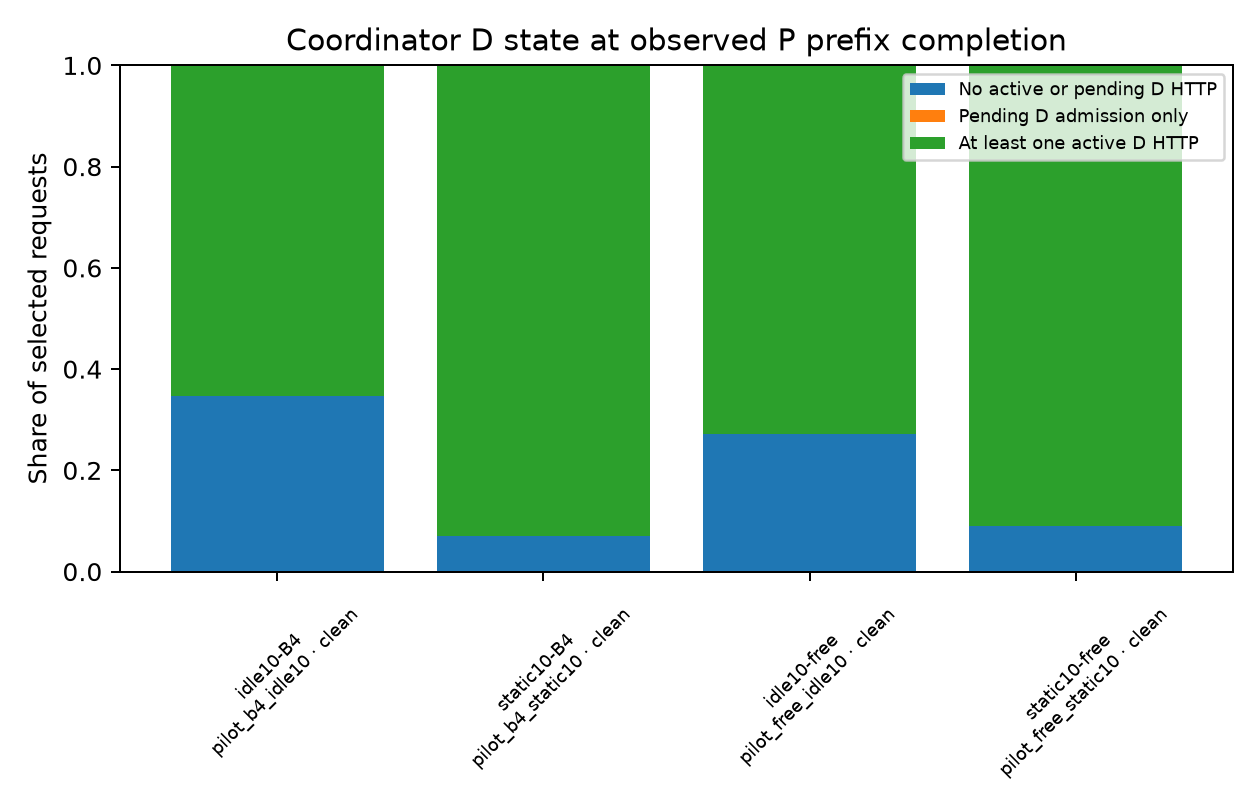 Coordinator D state at observed P prefix completion
Share of selected requests
1.0
0.8
0.6
0.4
0.2
0.0
No active or pending D HTTP
Pending D admission only
At least one active D HTTP
idle10-B4
pilot_b4_idle10 · clean
static10-B4
pilot_b4_static10 · clean
idle10-free
pilot_free_idle10 · clean
static10-free
pilot_free_static10 · clean